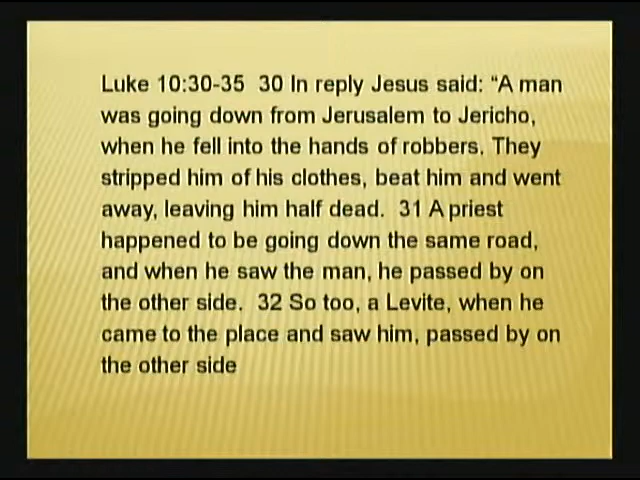 Luke 10:30-35  30 In reply Jesus said: “A man
was going down from Jerusalem to Jericho,
when he fell into the hands of robbers. They
stripped him of his clothes, beat him and went
away, leaving him half dead.  31 A priest
happened to be going down the same road,
and when he saw the man, he passed by on
the other side.  32 So too, a Levite, when he
came to the place and saw him, passed by on
the other side